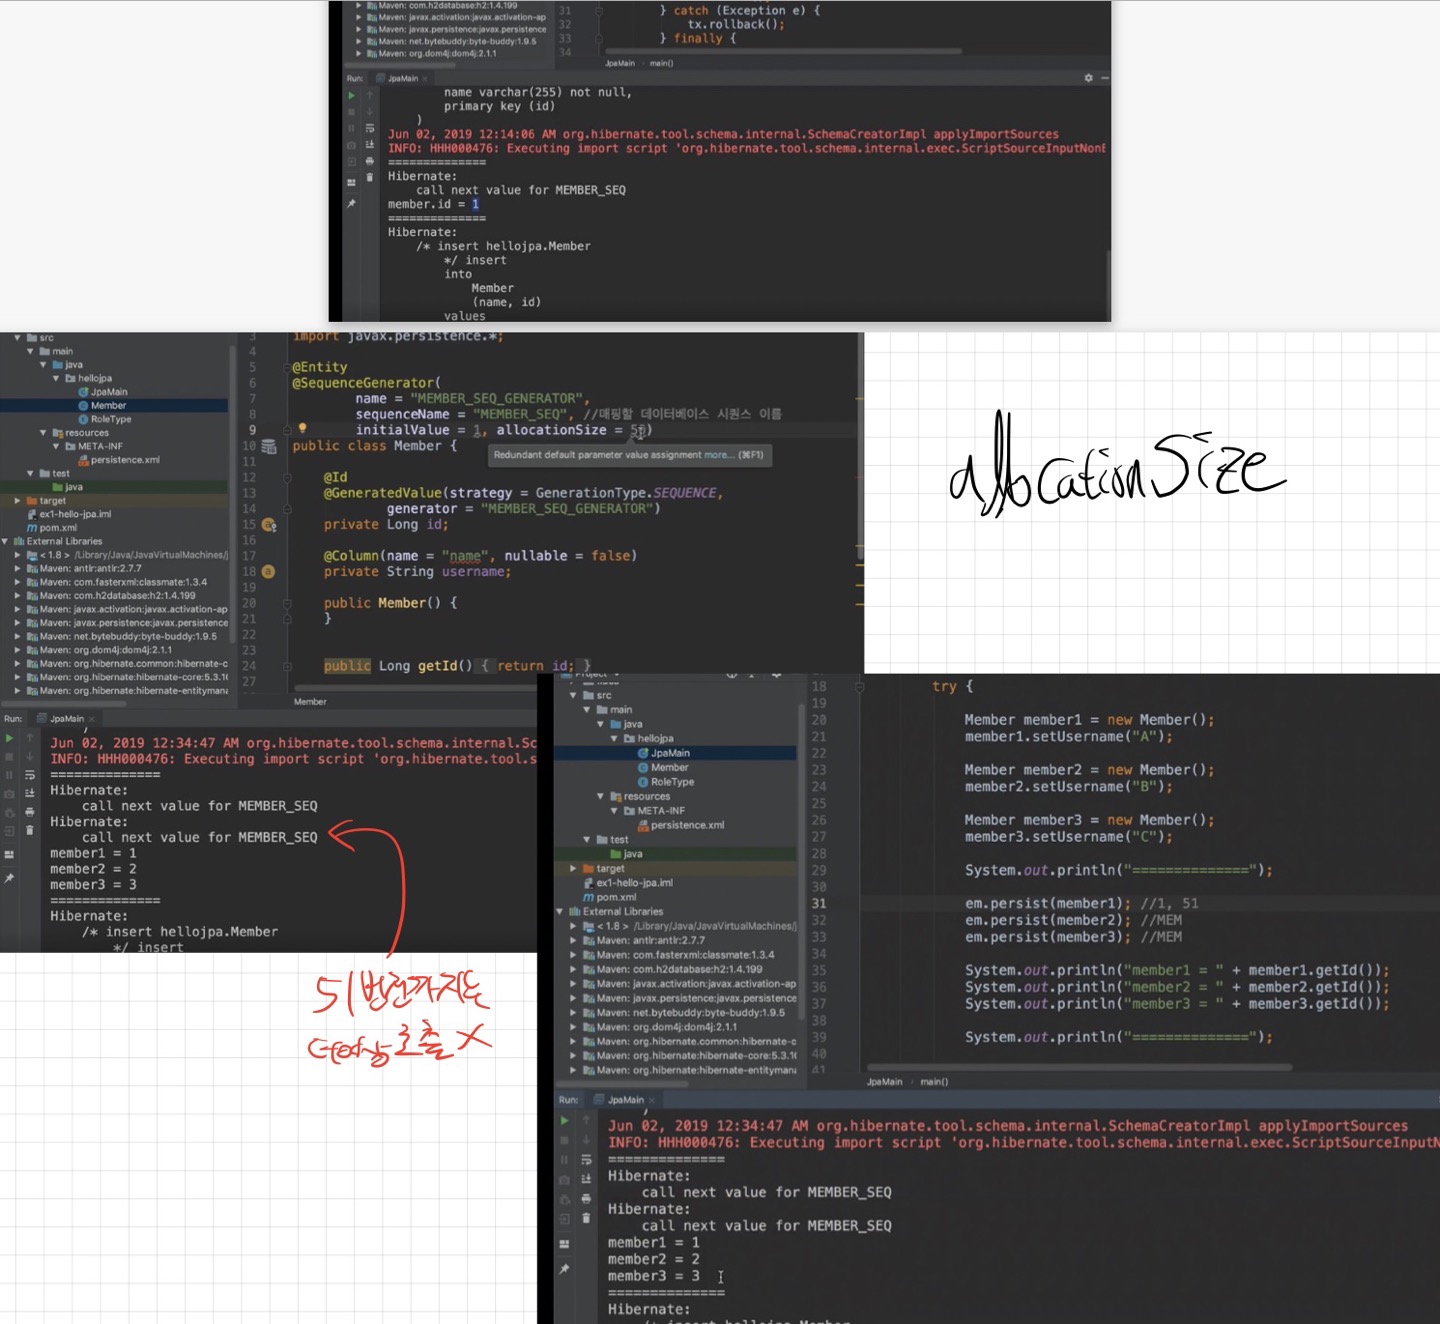 Maven: com.h2database:h2:1.4.199
Maven: javax.activation:javax.activation-ap
Maven: javax.persistence:javax.persistence
Maven: net.bytebuddy:byte-buddy:1.9.5
Maven: org.dom4j:dom4j:2.1.1
31 } catch (Exception e) {
32 tx.rollback();
33 } finally {
34
JpaMain › main()
Run: JpaMain ×
name varchar(255) not null,
primary key (id)
)
Jun 02, 2019 12:14:06 AM org.hibernate.tool.schema.internal.SchemaCreatorImpl applyImportSources
INFO: HHH000476: Executing import script 'org.hibernate.tool.schema.internal.exec.ScriptSourceInputNonE
==============
Hibernate:
call next value for MEMBER_SEQ
member.id = 1
==============
Hibernate:
/* insert hellojpa.Member
*/ insert
into
Member
(name, id)
values
src
main
java
hellojpa
JpaMain
Member
RoleType
resources
META-INF
persistence.xml
test
java
target
ex1-hello-jpa.iml
pom.xml
External Libraries
< 1.8 > /Library/Java/JavaVirtualMachines/j
Maven: antlr:antlr:2.7.7
Maven: com.fasterxml:classmate:1.3.4
Maven: com.h2database:h2:1.4.199
Maven: javax.activation:javax.activation-ap
Maven: javax.persistence:javax.persistence
Maven: net.bytebuddy:byte-buddy:1.9.5
Maven: org.dom4j:dom4j:2.1.1
Maven: org.hibernate.common:hibernate-c
Maven: org.hibernate:hibernate-core:5.3.1(
Maven: org.hibernate:hibernate-entitymana
3 import javax.persistence.*;
4
5 @Entity
6 @SequenceGenerator(
7 name = "MEMBER_SEQ_GENERATOR",
8 sequenceName = "MEMBER_SEQ", //매핑할 데이터베이스 시퀀스 이름
9 initialValue = 1, allocationSize = 50)
Redundant default parameter value assignment more... (⌘F1)
10 public class Member {
11
12 @Id
13 @GeneratedValue(strategy = GenerationType.SEQUENCE,
14 generator = "MEMBER_SEQ_GENERATOR")
15 private Long id;
16
17 @Column(name = "name", nullable = false)
18 private String username;
19
20 public Member() {
21 }
22
24 public Long getId() { return id; }
27
Member
allocationSize
Run: JpaMain ×
)
Jun 02, 2019 12:34:47 AM org.hibernate.tool.schema.internal.Sc
INFO: HHH000476: Executing import script 'org.hibernate.tool.s
==============
Hibernate:
call next value for MEMBER_SEQ
Hibernate:
call next value for MEMBER_SEQ
member1 = 1
member2 = 2
member3 = 3
==============
Hibernate:
/* insert hellojpa.Member
*/ insert
51번전까지는
호출 X
Project
src
main
java
hellojpa
JpaMain
Member
RoleType
resources
META-INF
persistence.xml
test
java
target
ex1-hello-jpa.iml
pom.xml
External Libraries
< 1.8 > /Library/Java/JavaVirtualMachines/j
Maven: antlr:antlr:2.7.7
Maven: com.fasterxml:classmate:1.3.4
Maven: com.h2database:h2:1.4.199
Maven: javax.activation:javax.activation-ap
Maven: javax.persistence:javax.persistence
Maven: net.bytebuddy:byte-buddy:1.9.5
Maven: org.dom4j:dom4j:2.1.1
Maven: org.hibernate.common:hibernate-c
Maven: org.hibernate:hibernate-core:5.3.1(
Maven: org.hibernate:hibernate-entitymana
18 try {
20 Member member1 = new Member();
21 member1.setUsername("A");
22
23 Member member2 = new Member();
24 member2.setUsername("B");
25
26 Member member3 = new Member();
27 member3.setUsername("C");
28
29 System.out.println("==============");
30
31 em.persist(member1); //1, 51
32 em.persist(member2); //MEM
33 em.persist(member3); //MEM
34
35 System.out.println("member1 = " + member1.getId());
36 System.out.println("member2 = " + member2.getId());
37 System.out.println("member3 = " + member3.getId());
38
39 System.out.println("==============");
40
41
JpaMain › main()
Run: JpaMain ×
)
Jun 02, 2019 12:34:47 AM org.hibernate.tool.schema.internal.SchemaCreatorImpl applyImportSources
INFO: HHH000476: Executing import script 'org.hibernate.tool.schema.internal.exec.ScriptSourceInputN
==============
Hibernate:
call next value for MEMBER_SEQ
Hibernate:
call next value for MEMBER_SEQ
member1 = 1
member2 = 2
member3 = 3
==============
Hibernate:
/* insert hellojpa.Member